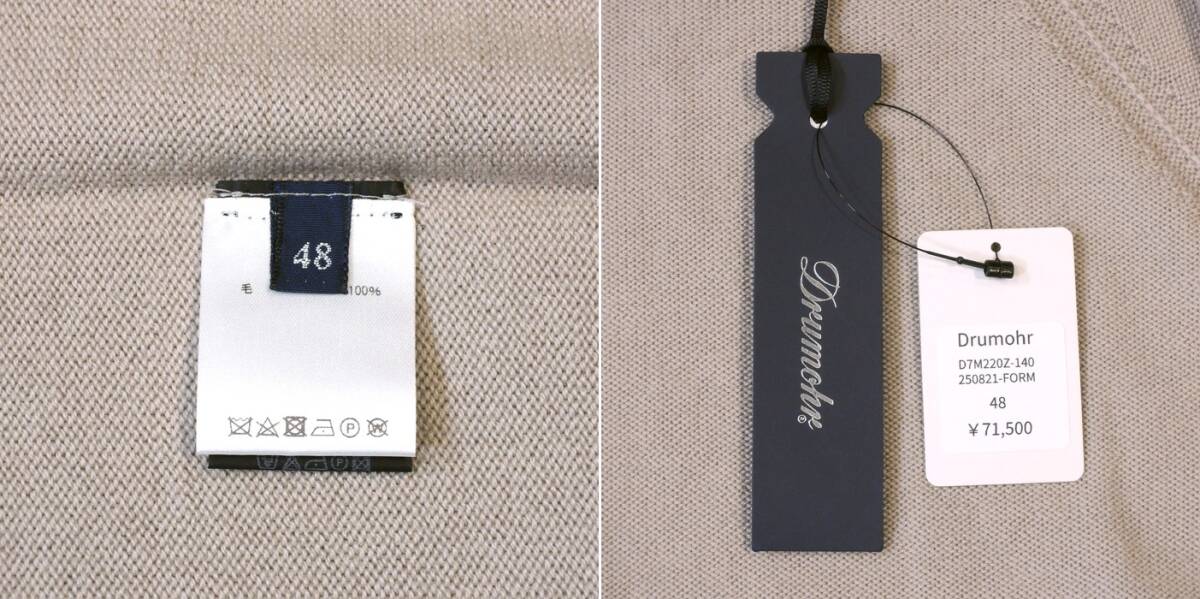 48
毛 100%
Drumohr®
Drumohr
D7M220Z-140
250821-FORM
48
￥71,500